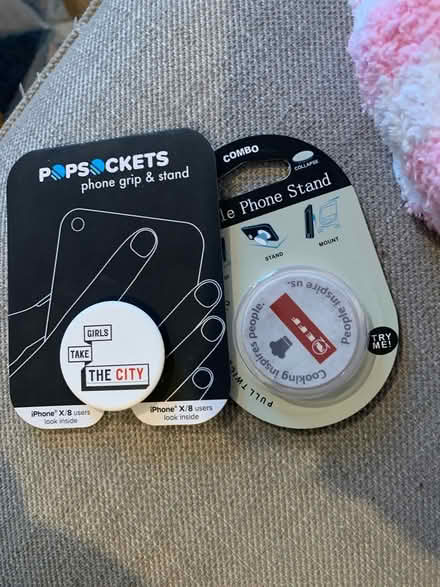 POPSOCKETS
phone grip & stand
GIRLS
TAKE
THE CITY
iPhone® X/8 users
look inside
iPhone® X/8 users
look inside
COMBO
COLLAPSE
le Phone Stand
STAND
MOUNT
Cooking inspires people.
people inspire us.
TRY
ME!
PULL TW